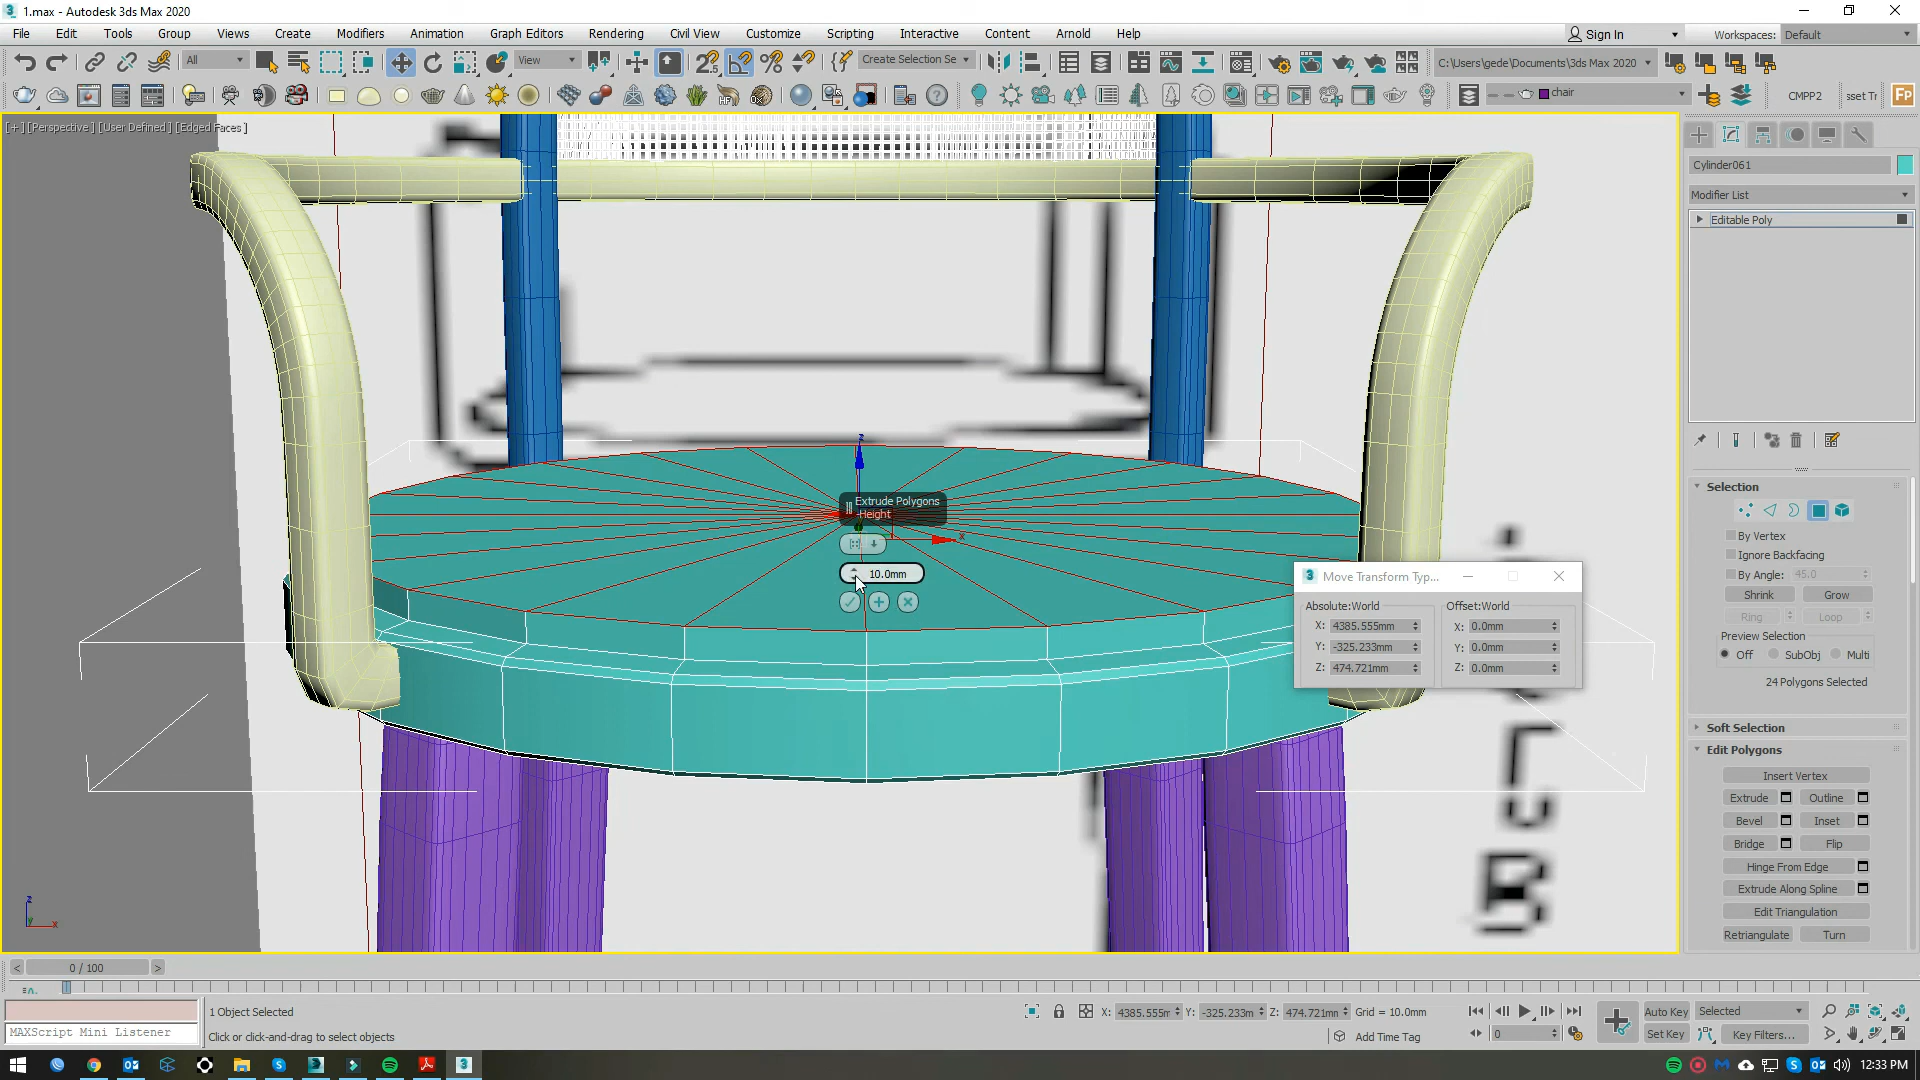 1.max - Autodesk 3ds Max 2020
File Edit Tools Group Views Create Modifiers Animation Graph Editors Rendering Civil View Customize Scripting Interactive Content Arnold Help
Sign In
Workspaces: Default
All
View
Create Selection Se
C:\Users\gede\Documents\3ds Max 2020
chair
CMPP2
sset Tr
[+] [Perspective] [User Defined] [Edged Faces]
Cylinder061
Modifier List
Editable Poly
Extrude Polygons
Height
10.0mm
Move Transform Typ...
Absolute:World
X: 4385.555mm
Y: -325.233mm
Z: 474.721mm
Offset:World
X: 0.0mm
Y: 0.0mm
Z: 0.0mm
Selection
By Vertex
Ignore Backfacing
By Angle: 45.0
Shrink Grow
Ring Loop
Preview Selection
Off SubObj Multi
24 Polygons Selected
Soft Selection
Edit Polygons
Insert Vertex
Extrude Outline
Bevel Inset
Bridge Flip
Hinge From Edge
Extrude Along Spline
Edit Triangulation
Retriangulate Turn
0 / 100
1 Object Selected
Click or click-and-drag to select objects
MAXScript Mini Listener
X: 4385.555m Y: -325.233m Z: 474.721mm Grid = 10.0mm
Add Time Tag
0
Auto Key Selected
Set Key Key Filters...
12:33 PM